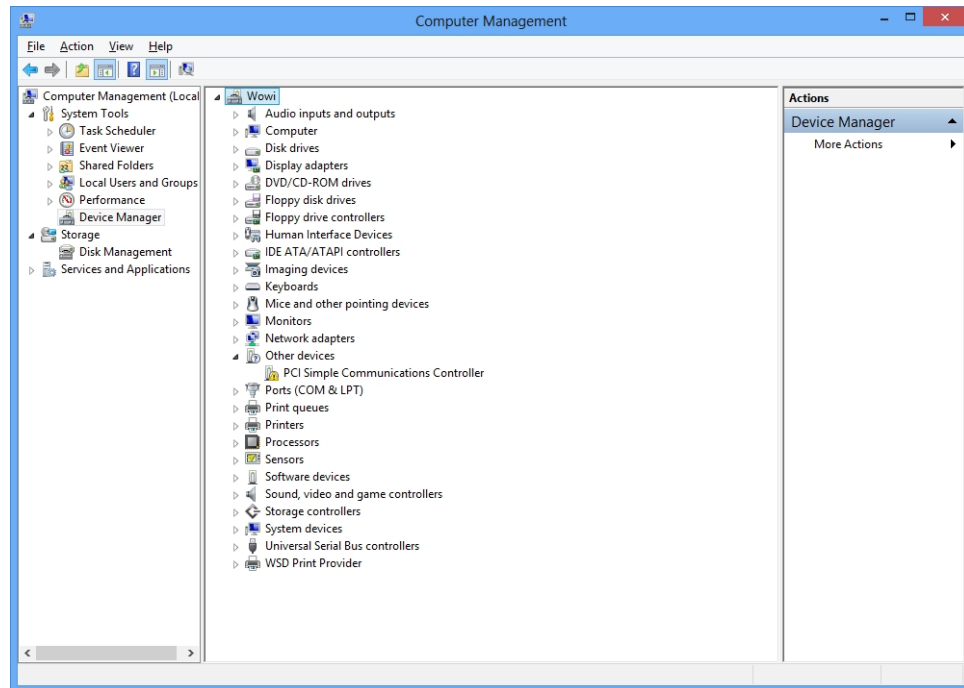 Computer Management
File Action View Help
Computer Management (Local
System Tools
Task Scheduler
Event Viewer
Shared Folders
Local Users and Groups
Performance
Device Manager
Storage
Disk Management
Services and Applications
Wowi
Audio inputs and outputs
Computer
Disk drives
Display adapters
DVD/CD-ROM drives
Floppy disk drives
Floppy drive controllers
Human Interface Devices
IDE ATA/ATAPI controllers
Imaging devices
Keyboards
Mice and other pointing devices
Monitors
Network adapters
Other devices
PCI Simple Communications Controller
Ports (COM & LPT)
Print queues
Printers
Processors
Sensors
Software devices
Sound, video and game controllers
Storage controllers
System devices
Universal Serial Bus controllers
WSD Print Provider
Actions
Device Manager
More Actions